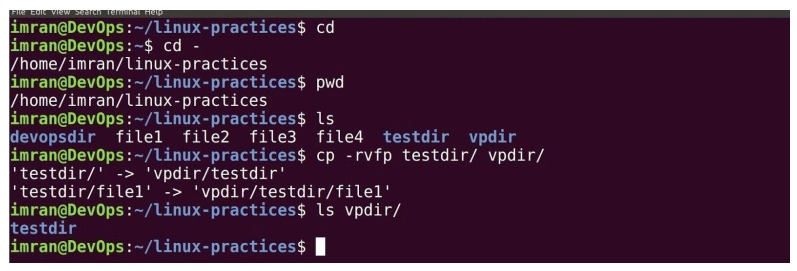 File Edit View Search Terminal Help
imran@DevOps:~/linux-practices$ cd
imran@DevOps:~$ cd -
/home/imran/linux-practices
imran@DevOps:~/linux-practices$ pwd
/home/imran/linux-practices
imran@DevOps:~/linux-practices$ ls
devopsdir file1 file2 file3 file4 testdir vpdir
imran@DevOps:~/linux-practices$ cp -rvfp testdir/ vpdir/
'testdir/' -> 'vpdir/testdir'
'testdir/file1' -> 'vpdir/testdir/file1'
imran@DevOps:~/linux-practices$ ls vpdir/
testdir
imran@DevOps:~/linux-practices$